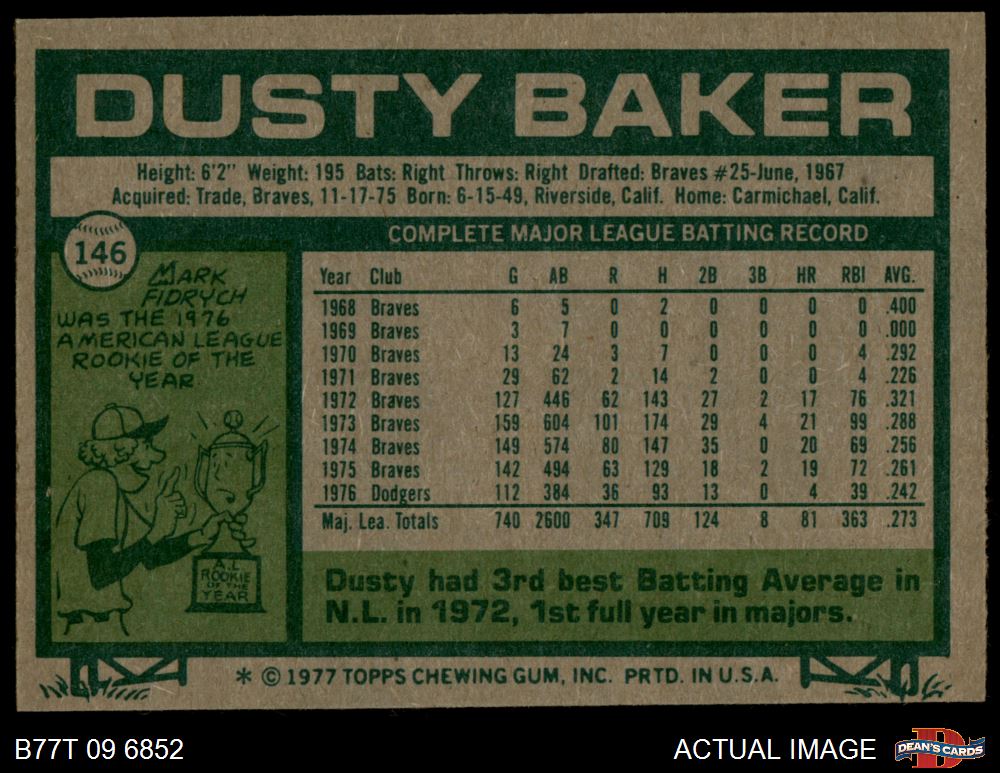 DUSTY BAKER
Height: 6'2" Weight: 195 Bats: Right Throws: Right Drafted: Braves #25-June, 1967
Acquired: Trade, Braves, 11-17-75 Born: 6-15-49, Riverside, Calif. Home: Carmichael, Calif.
146
MARK
FIDRYCH
WAS THE 1976
AMERICAN LEAGUE
ROOKIE OF THE
YEAR
A.L.
ROOKIE
OF THE
YEAR
COMPLETE MAJOR LEAGUE BATTING RECORD
Year Club G AB R H 2B 3B HR RBI AVG.
1968 Braves 6 5 0 2 0 0 0 0 .400
1969 Braves 3 7 0 0 0 0 0 0 .000
1970 Braves 13 24 3 7 0 0 0 4 .292
1971 Braves 29 62 2 14 2 0 0 4 .226
1972 Braves 127 446 62 143 27 2 17 76 .321
1973 Braves 159 604 101 174 29 4 21 99 .288
1974 Braves 149 574 80 147 35 0 20 69 .256
1975 Braves 142 494 63 129 18 2 19 72 .261
1976 Dodgers 112 384 36 93 13 0 4 39 .242
Maj. Lea. Totals 740 2600 347 709 124 8 81 363 .273
Dusty had 3rd best Batting Average in
N.L. in 1972, 1st full year in majors.
* © 1977 TOPPS CHEWING GUM, INC. PRTD. IN U.S.A.
B77T 09 6852
ACTUAL IMAGE
D
DEAN'S CARDS